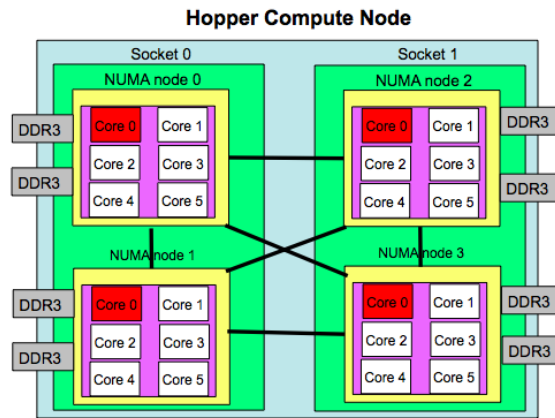 Hopper Compute Node
Socket 0 Socket 1
NUMA node 0 NUMA node 2
DDR3 Core 0 Core 1 Core 0 Core 1 DDR3
Core 2 Core 3 Core 2 Core 3
DDR3 DDR3
Core 4 Core 5 Core 4 Core 5
NUMA node 1 NUMA node 3
DDR3 Core 0 Core 1 Core 0 Core 1 DDR3
Core 2 Core 3 Core 2 Core 3
DDR3 DDR3
Core 4 Core 5 Core 4 Core 5